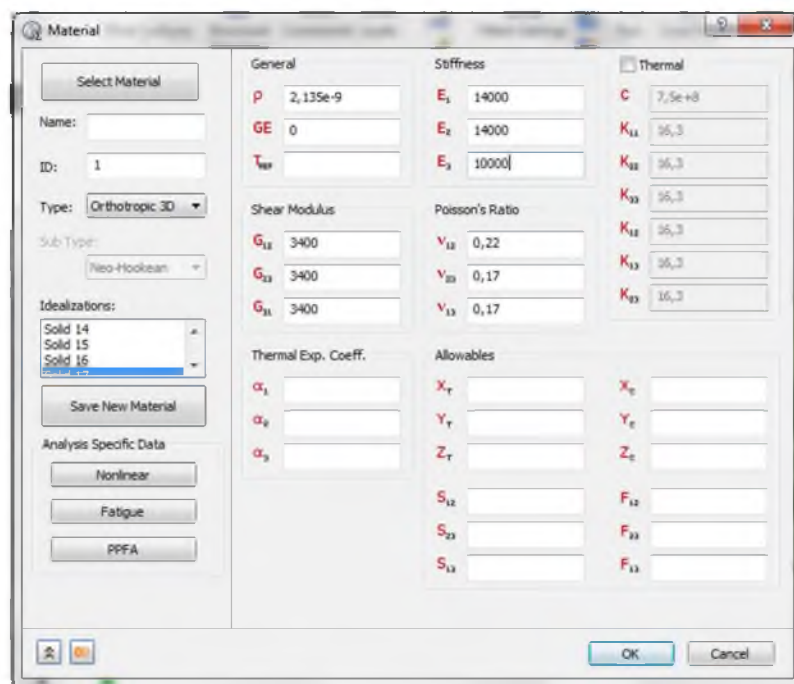 Material
Select Material
Name:
ID: 1
Type: Orthotropic 3D
Sub Type:
Neo-Hookean
Idealizations:
Solid 14
Solid 15
Solid 16
Solid 17
Save New Material
Analysis Specific Data
Nonlinear
Fatigue
PPFA
General
ρ 2,135e-9
GE 0
T_REF
Stiffness
E₁ 14000
E₂ 14000
E₃ 10000
Thermal
C 7,5e+8
K₁₁ 16,3
K₂₂ 16,3
K₃₃ 16,3
K₁₂ 16,3
K₁₃ 16,3
K₂₃ 16,3
Shear Modulus
G₁₂ 3400
G₂₃ 3400
G₃₁ 3400
Poisson's Ratio
ν₁₂ 0,22
ν₂₃ 0,17
ν₁₃ 0,17
Thermal Exp. Coeff.
α₁
α₂
α₃
Allowables
X_T X_C
Y_T Y_C
Z_T Z_C
S₁₂ F₁₂
S₂₃ F₂₃
S₁₃ F₁₃
OK Cancel